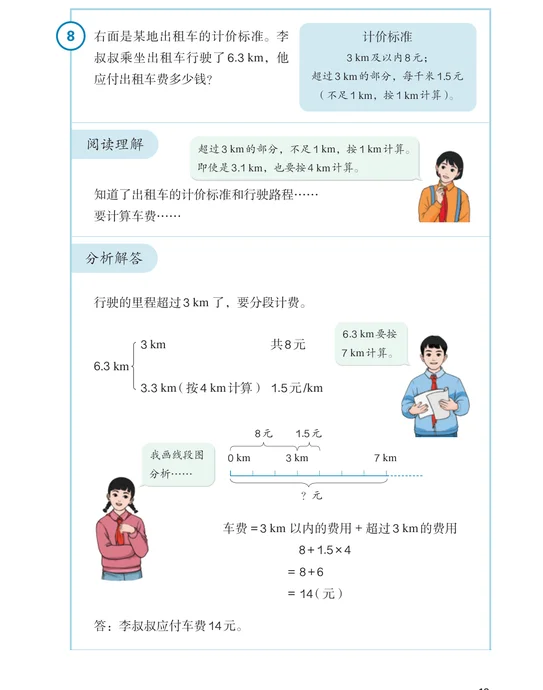 8
右面是某地出租车的计价标准。李
叔叔乘坐出租车行驶了6.3 km，他
应付出租车费多少钱？
计价标准
3 km及以内8元；
超过3 km的部分，每千米1.5元
（不足1 km，按1 km计算）。
阅读理解
超过3 km的部分，不足1 km，按1 km计算。
即使是3.1 km，也要按4 km计算。
知道了出租车的计价标准和行驶路程……
要计算车费……
分析解答
行驶的里程超过3 km了，要分段计费。
6.3 km要按
7 km计算。
3 km 共8元
6.3 km
3.3 km（按4 km计算） 1.5元/km
我画线段图
分析……
8元 1.5元
0 km 3 km 7 km
？元
车费=3 km以内的费用+超过3 km的费用
8+1.5×4
=8+6
=14（元）
答：李叔叔应付车费14元。